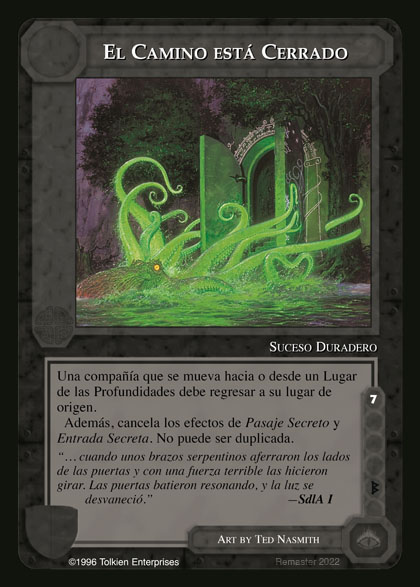 El Camino está Cerrado
Suceso Duradero
Una compañía que se mueva hacia o desde un Lugar
de las Profundidades debe regresar a su lugar de
origen.
Además, cancela los efectos de Pasaje Secreto y
Entrada Secreta. No puede ser duplicada.
“… cuando unos brazos serpentinos aferraron los lados
de las puertas y con una fuerza terrible las hicieron
girar. Las puertas batieron resonando, y la luz se
desvaneció.” —SdlA I
7
Art by Ted Nasmith
©1996 Tolkien Enterprises
Remaster 2022